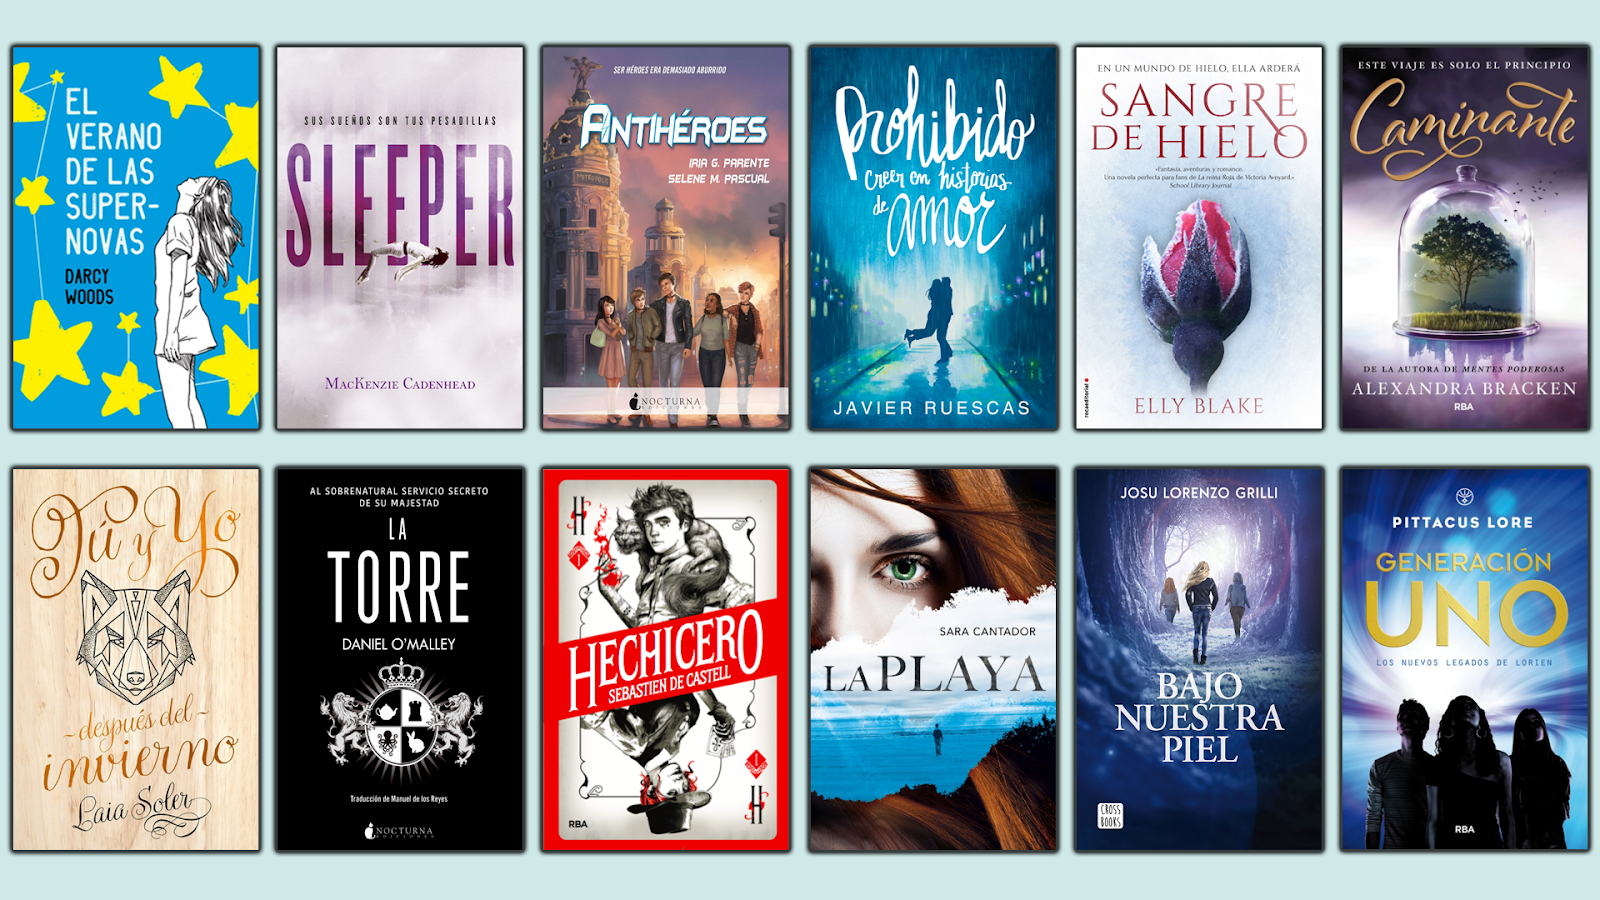 EL
VERANO
DE LAS
SUPER-
NOVAS
DARCY
WOODS
SUS SUEÑOS SON TUS PESADILLAS
SLEEPER
MACKENZIE CADENHEAD
SER HÉROES ERA DEMASIADO ABURRIDO
ANTIHÉROES
IRIA G. PARENTE
SELENE M. PASCUAL
METROPOLIS
NOCTURNA
EDICIONES
Prohibido
creer en historias
de
amor
JAVIER RUESCAS
EN UN MUNDO DE HIELO, ELLA ARDERÁ
SANGRE
DE HIELO
«Fantasía, aventuras y romance.
Una novela perfecta para fans de La reina Roja, de Victoria Aveyard.»
School Library Journal
rocaeditorial
ELLY BLAKE
ESTE VIAJE ES SOLO EL PRINCIPIO
Caminante
DE LA AUTORA DE MENTES PODEROSAS
ALEXANDRA BRACKEN
RBA
Tú y Yo
~después del~
invierno
Laia Soler
AL SOBRENATURAL SERVICIO SECRETO
DE SU MAJESTAD
LA
TORRE
DANIEL O'MALLEY
Traducción de Manuel de los Reyes
NOCTURNA
EDICIONES
H
I
HECHICERO
SEBASTIEN DE CASTELL
I
H
RBA
SARA CANTADOR
LA PLAYA
JOSU LORENZO GRILLI
BAJO
NUESTRA
PIEL
CROSS
BOOKS
PITTACUS LORE
GENERACIÓN
UNO
LOS NUEVOS LEGADOS DE LORIEN
RBA